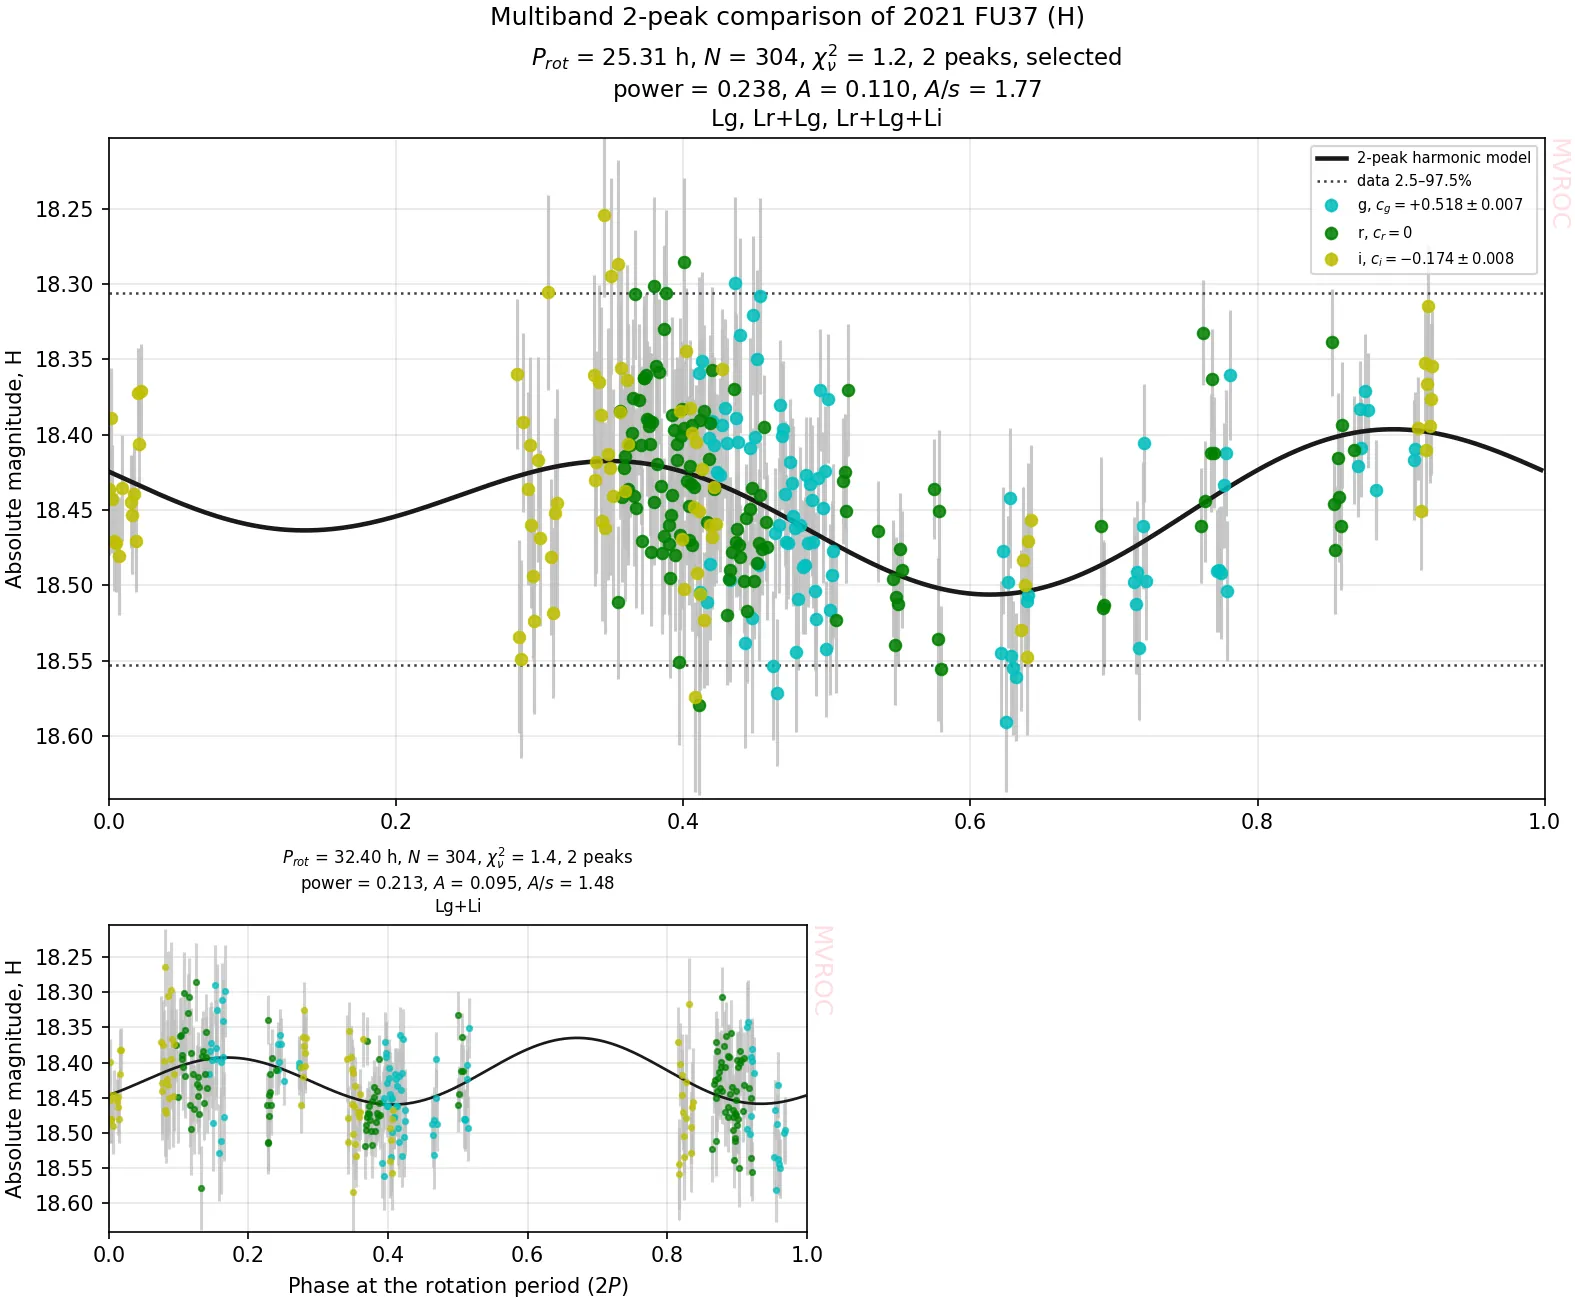 Multiband 2-peak comparison of 2021 FU37 (H)
P_rot = 25.31 h, N = 304, χ²_ν = 1.2, 2 peaks, selected
power = 0.238, A = 0.110, A/s = 1.77
Lg, Lr+Lg, Lr+Lg+Li
MVROC
2-peak harmonic model
data 2.5–97.5%
g, c_g = +0.518 ± 0.007
r, c_r = 0
i, c_i = −0.174 ± 0.008
Absolute magnitude, H
18.25
18.30
18.35
18.40
18.45
18.50
18.55
18.60
0.0 0.2 0.4 0.6 0.8 1.0
P_rot = 32.40 h, N = 304, χ²_ν = 1.4, 2 peaks
power = 0.213, A = 0.095, A/s = 1.48
Lg+Li
MVROC
Absolute magnitude, H
18.25
18.30
18.35
18.40
18.45
18.50
18.55
18.60
0.0 0.2 0.4 0.6 0.8 1.0
Phase at the rotation period (2P)